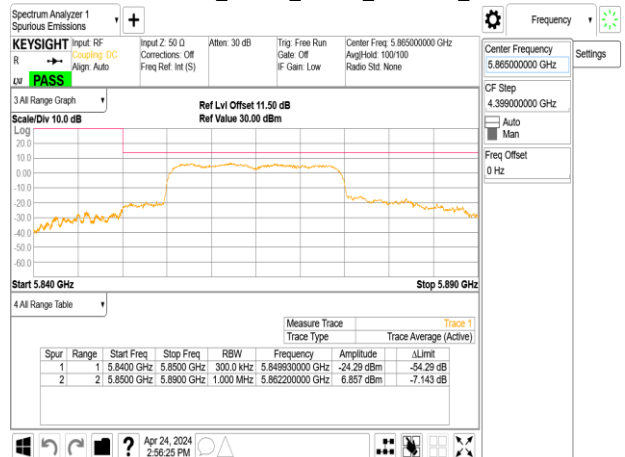 Spectrum Analyzer 1
Spurious Emissions
Frequency
Settings
KEYSIGHT
R
LXI
PASS
Input: RF
Coupling: DC
Align: Auto
Input Z: 50 Ω
Corrections: Off
Freq Ref: Int (S)
Atten: 30 dB
Trig: Free Run
Gate: Off
IF Gain: Low
Center Freq: 5.865000000 GHz
Avg|Hold: 100/100
Radio Std: None
Center Frequency
5.865000000 GHz
CF Step
4.399000000 GHz
Auto
Man
Freq Offset
0 Hz
3 All Range Graph
Scale/Div 10.0 dB
Ref Lvl Offset 11.50 dB
Ref Value 30.00 dBm
Log
20.0
10.0
0.00
-10.0
-20.0
-30.0
-40.0
-50.0
-60.0
Start 5.840 GHz
Stop 5.890 GHz
4 All Range Table
Measure Trace Trace 1
Trace Type Trace Average (Active)
Spur Range Start Freq Stop Freq RBW Frequency Amplitude ΔLimit
1 1 5.8400 GHz 5.8500 GHz 300.0 kHz 5.849930000 GHz -24.29 dBm -54.29 dB
2 2 5.8500 GHz 5.8900 GHz 1.000 MHz 5.862200000 GHz 6.857 dBm -7.143 dB
Apr 24, 2024
2:56:25 PM